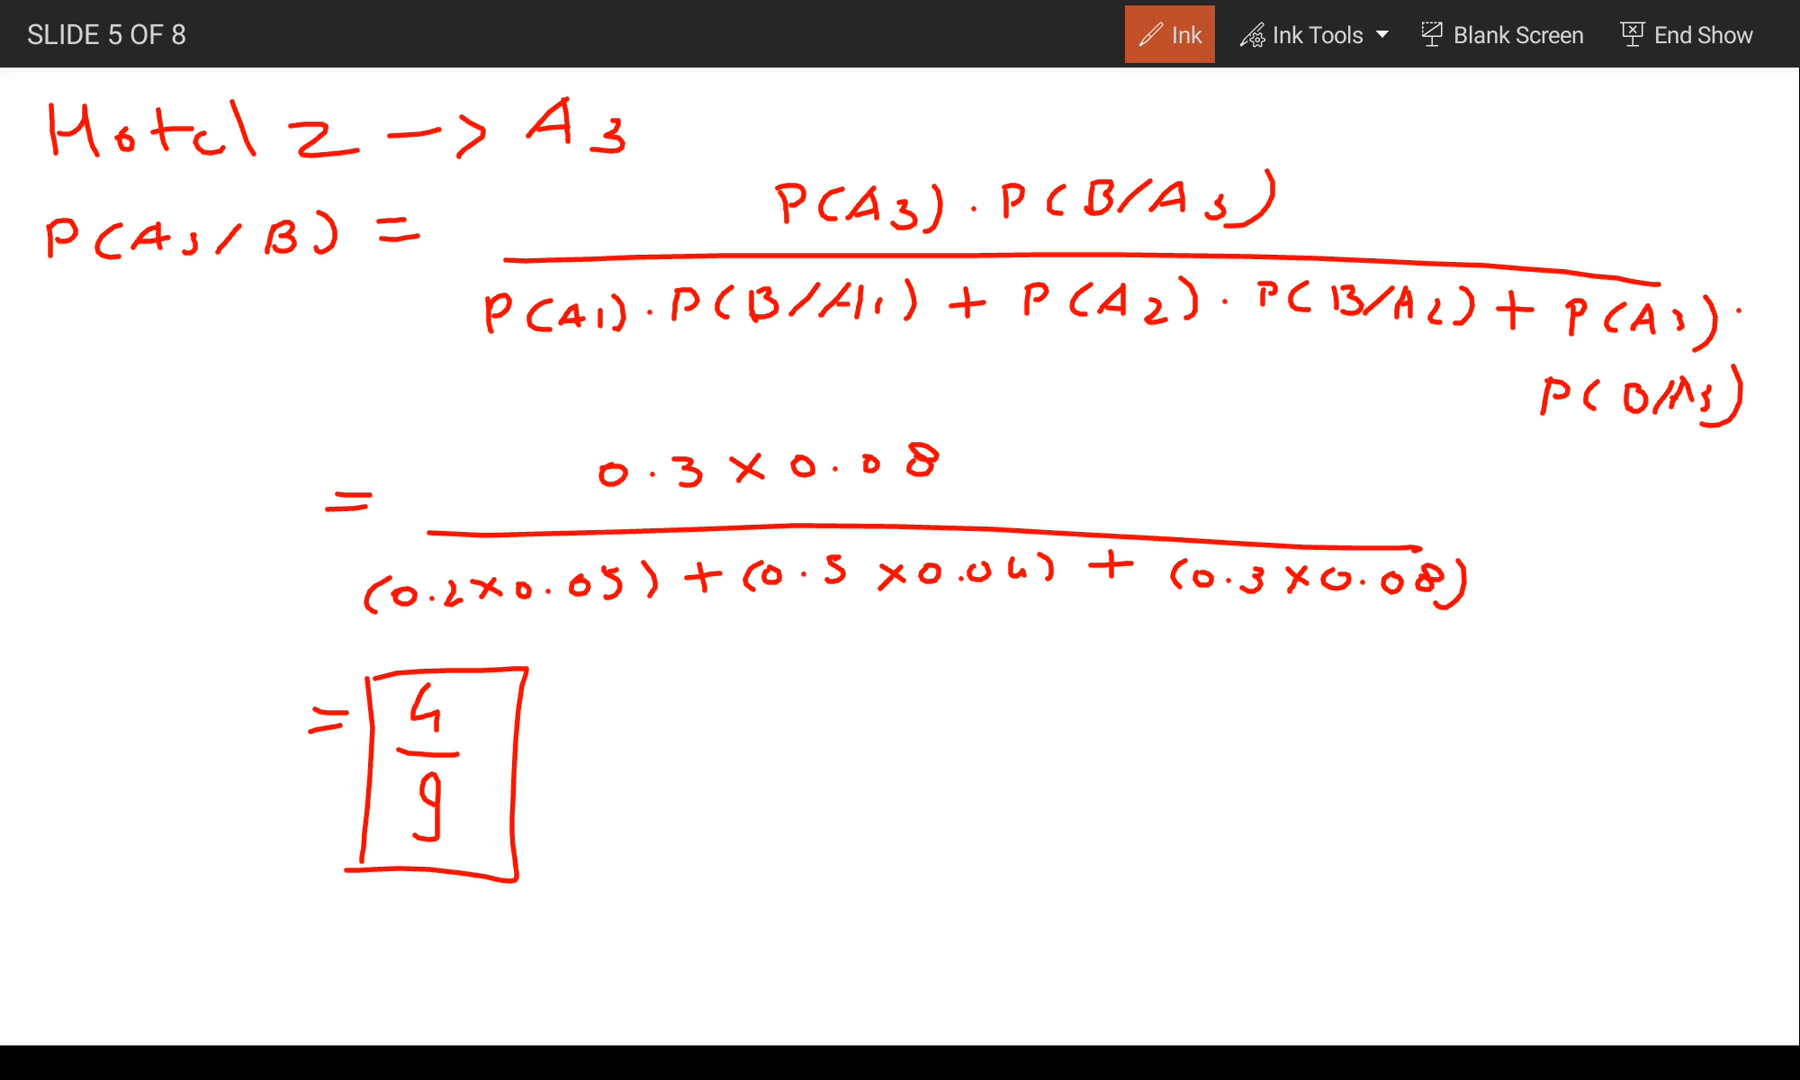 SLIDE 5 OF 8 Ink Ink Tools Blank Screen End Show
Hotel Z -> A3
P(A3/B) = P(A3) . P(B/A3)
P(A1) . P(B/A1) + P(A2) . P(B/A2) + P(A3) .
P(B/A3)
= 0.3 x 0.08
(0.2x0.05) + (0.5 x0.04) + (0.3 x0.08)
= 4
9